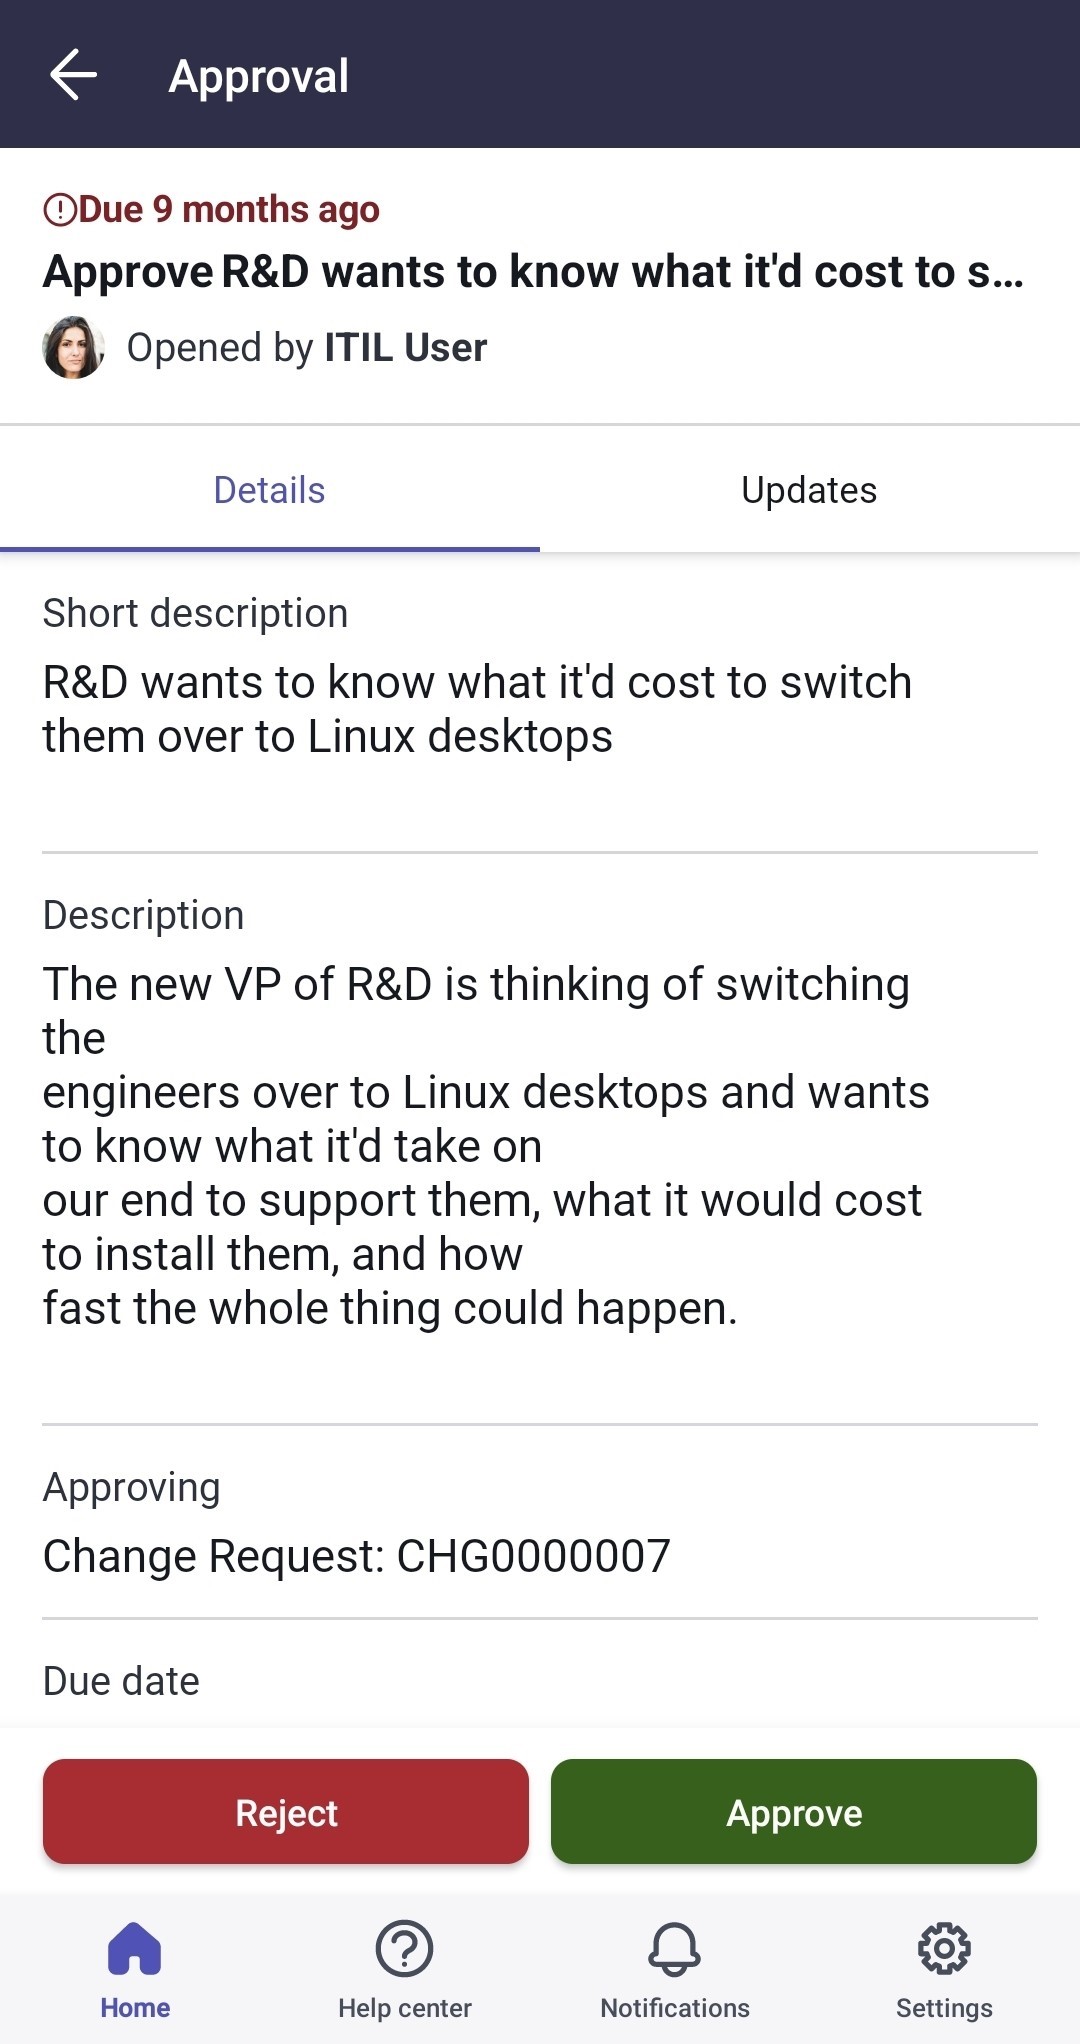 Approval
Due 9 months ago
Approve R&D wants to know what it'd cost to s...
Opened by ITIL User
Details
Updates
Short description
R&D wants to know what it'd cost to switch
them over to Linux desktops
Description
The new VP of R&D is thinking of switching
the
engineers over to Linux desktops and wants
to know what it'd take on
our end to support them, what it would cost
to install them, and how
fast the whole thing could happen.
Approving
Change Request: CHG0000007
Due date
Reject
Approve
Home
Help center
Notifications
Settings